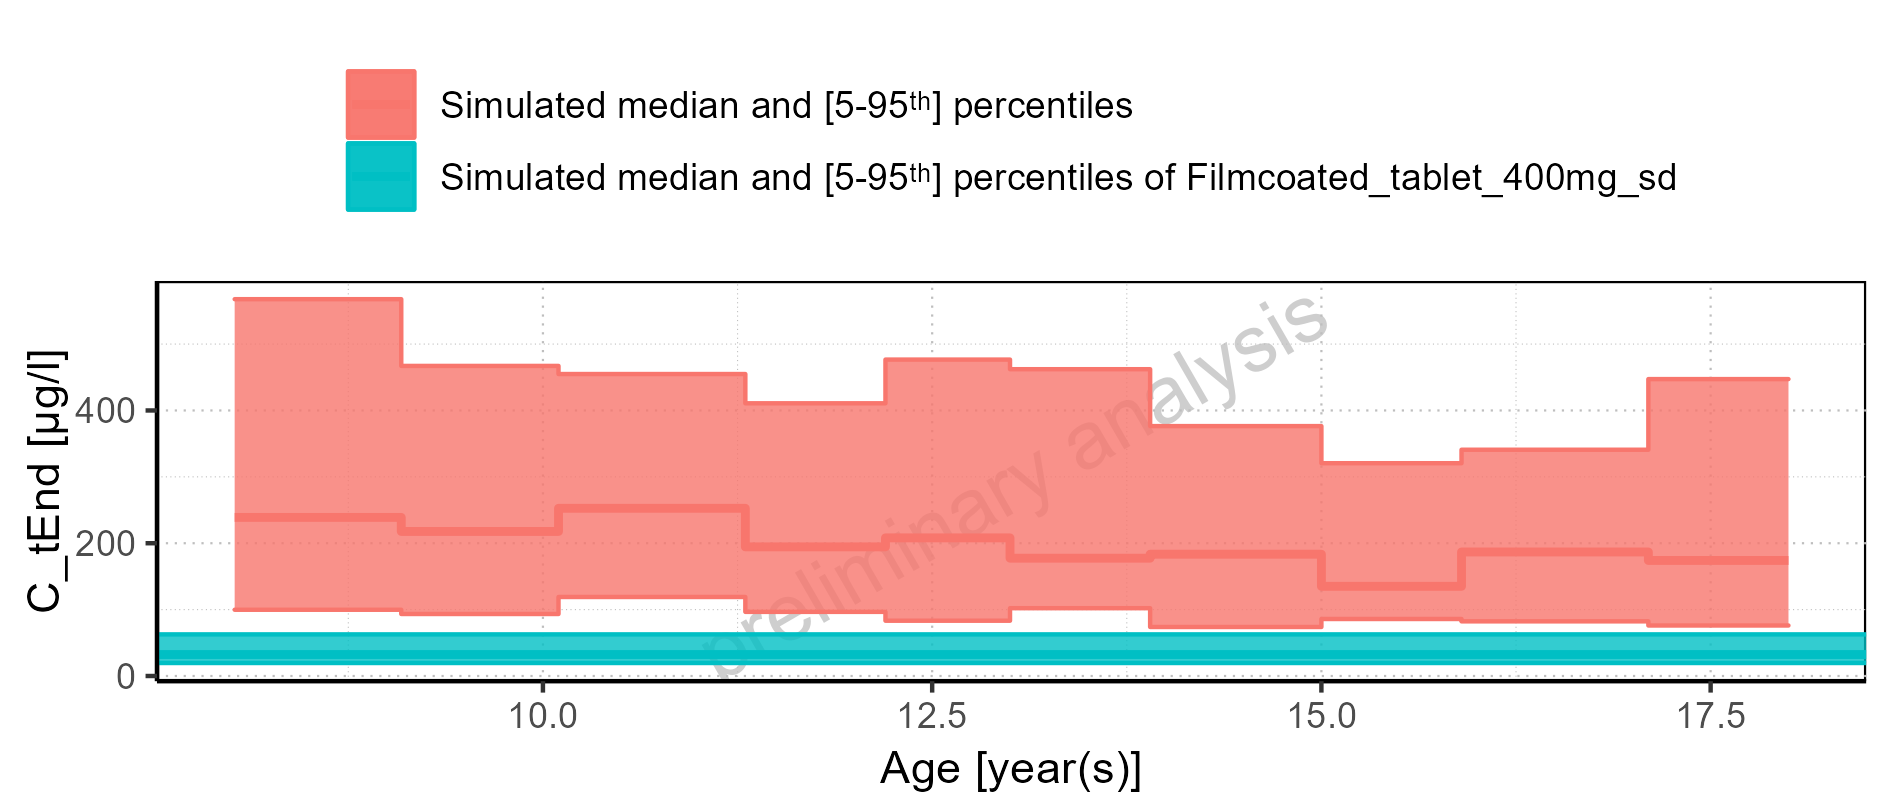 Simulated median and [5-95th] percentiles
Simulated median and [5-95th] percentiles of Filmcoated_tablet_400mg_sd
C_tEnd [µg/l]
400
200
0
preliminary analysis
10.0 12.5 15.0 17.5
Age [year(s)]